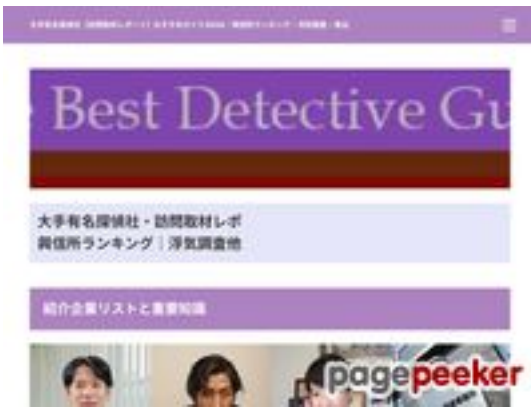 e Best Detective Gu
大手有名探偵社・訪問取材レポ
興信所ランキング｜浮気調査他
紹介企業リストと重要知識
pagepeeker